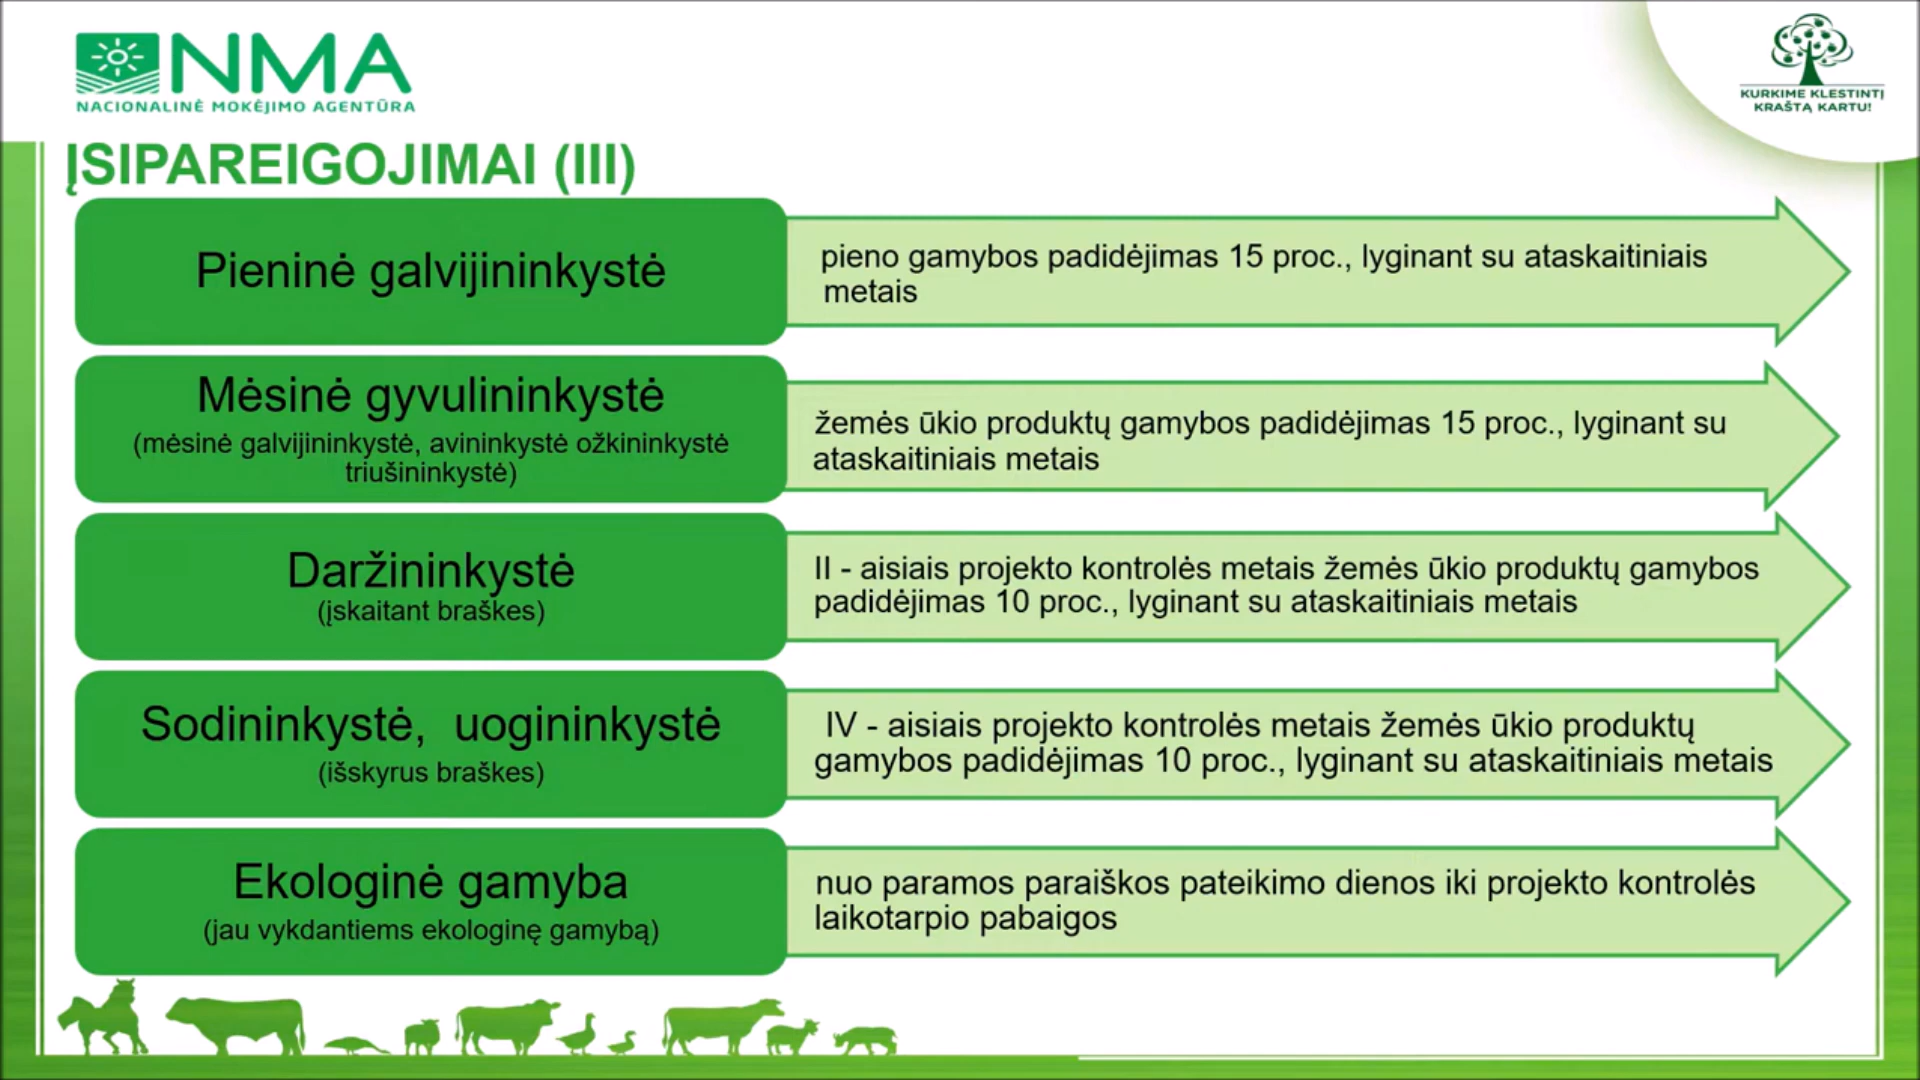 NMA
NACIONALINĖ MOKĖJIMO AGENTŪRA
KURKIME KLESTINTĮ
KRAŠTĄ KARTU!
ĮSIPAREIGOJIMAI (III)
Pieninė galvijininkystė
pieno gamybos padidėjimas 15 proc., lyginant su ataskaitiniais
metais
Mėsinė gyvulininkystė
(mėsinė galvijininkystė, avininkystė ožkininkystė
triušininkystė)
žemės ūkio produktų gamybos padidėjimas 15 proc., lyginant su
ataskaitiniais metais
Daržininkystė
(įskaitant braškes)
II - aisiais projekto kontrolės metais žemės ūkio produktų gamybos
padidėjimas 10 proc., lyginant su ataskaitiniais metais
Sodininkystė, uogininkystė
(išskyrus braškes)
IV - aisiais projekto kontrolės metais žemės ūkio produktų
gamybos padidėjimas 10 proc., lyginant su ataskaitiniais metais
Ekologinė gamyba
(jau vykdantiems ekologinę gamybą)
nuo paramos paraiškos pateikimo dienos iki projekto kontrolės
laikotarpio pabaigos